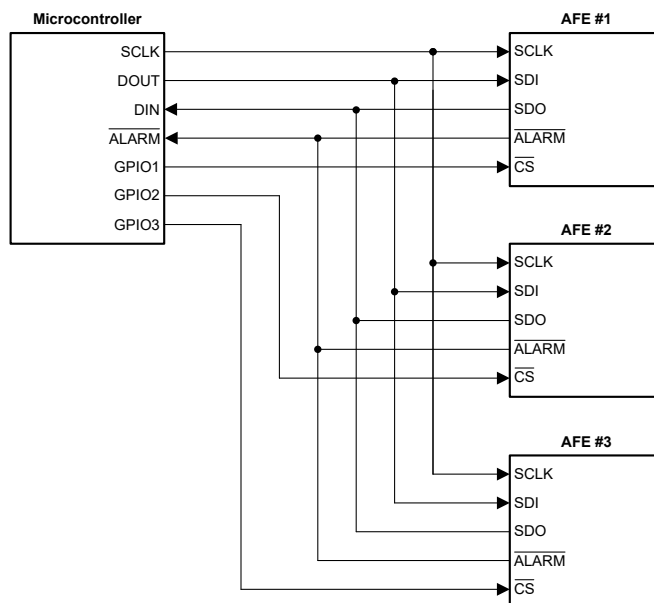 Microcontroller
SCLK
DOUT
DIN
ALARM
GPIO1
GPIO2
GPIO3
AFE #1
SCLK
SDI
SDO
ALARM
CS
AFE #2
SCLK
SDI
SDO
ALARM
CS
AFE #3
SCLK
SDI
SDO
ALARM
CS